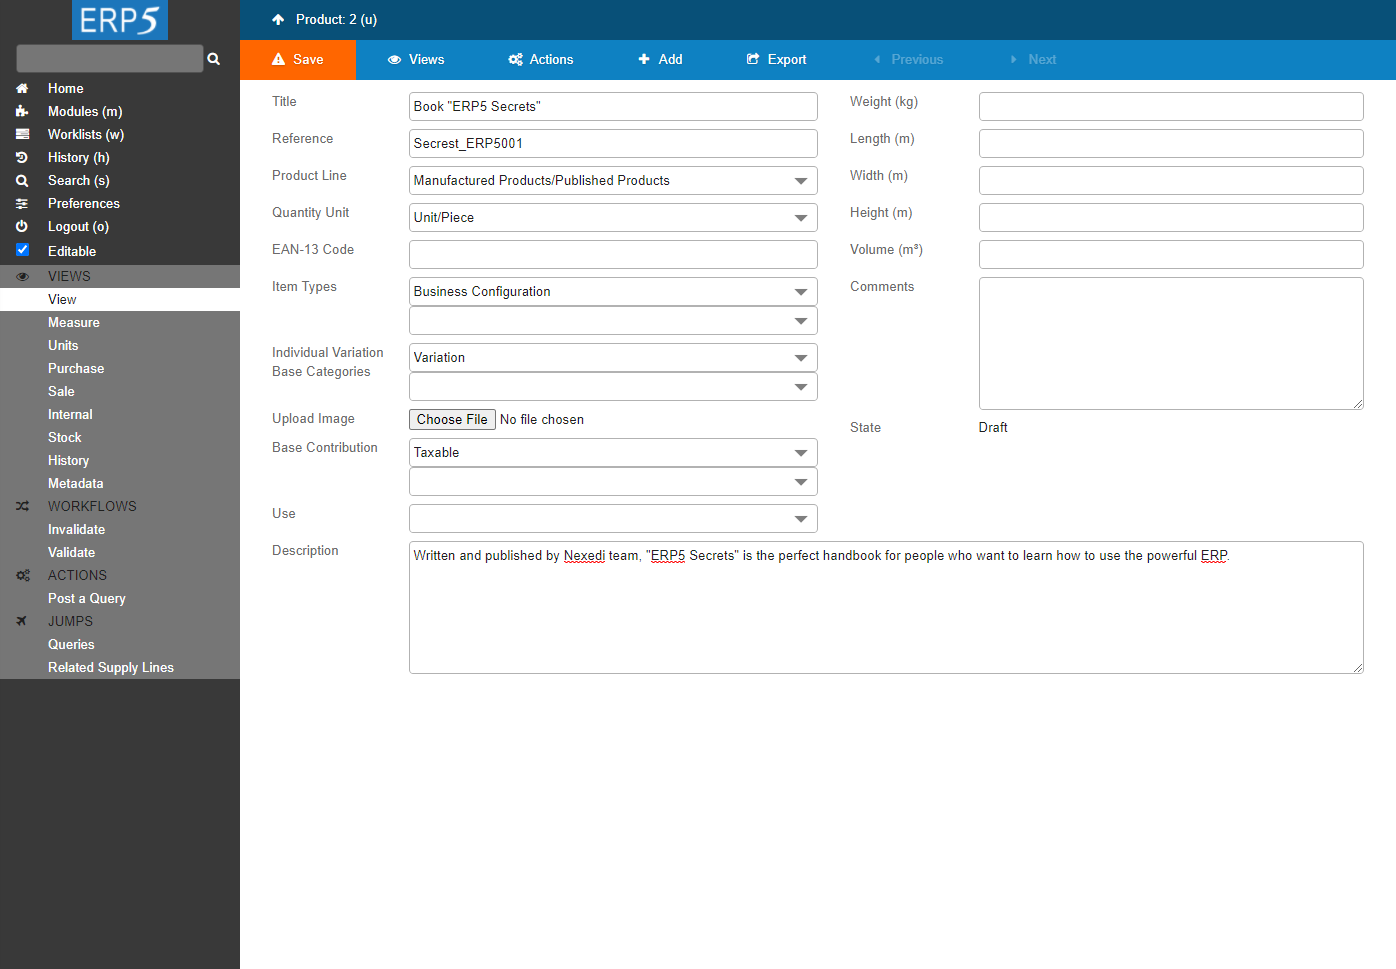 ERP5
Home
Modules (m)
Worklists (w)
History (h)
Search (s)
Preferences
Logout (o)
Editable
VIEWS
View
Measure
Units
Purchase
Sale
Internal
Stock
History
Metadata
WORKFLOWS
Invalidate
Validate
ACTIONS
Post a Query
JUMPS
Queries
Related Supply Lines
Product: 2 (u)
Save Views Actions Add Export Previous Next
Title Book "ERP5 Secrets"
Reference Secrest_ERP5001
Product Line Manufactured Products/Published Products
Quantity Unit Unit/Piece
EAN-13 Code
Item Types Business Configuration
Individual Variation
Base Categories Variation
Upload Image Choose File No file chosen
Base Contribution Taxable
Use
Weight (kg)
Length (m)
Width (m)
Height (m)
Volume (m³)
Comments
State Draft
Description Written and published by Nexedi team, "ERP5 Secrets" is the perfect handbook for people who want to learn how to use the powerful ERP.